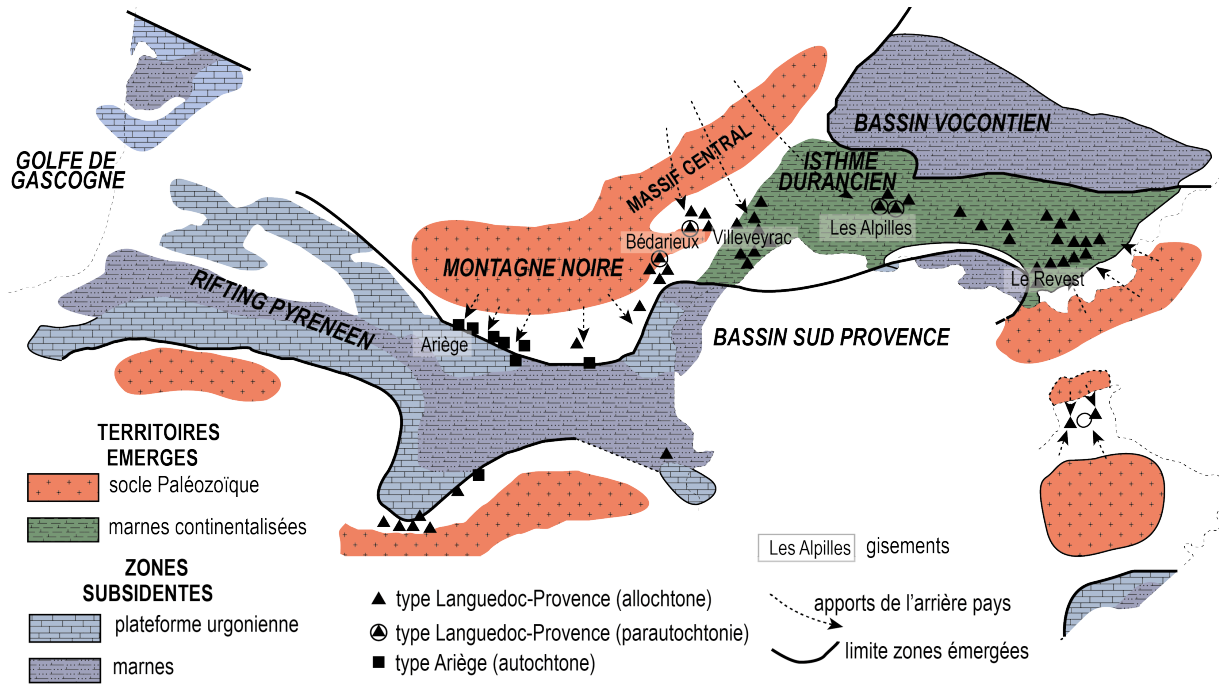 BASSIN VOCONTIEN
GOLFE DE
GASCOGNE
MASSIF CENTRAL
ISTHME
DURANCIEN
Les Alpilles
Bédarieux
Villeveyrac
MONTAGNE NOIRE
Le Revest
RIFTING PYRENEEN
Ariège
BASSIN SUD PROVENCE
TERRITOIRES
EMERGES
socle Paléozoïque
marnes continentalisées
ZONES
SUBSIDENTES
plateforme urgonienne
marnes
type Languedoc-Provence (allochtone)
type Languedoc-Provence (parautochtonie)
type Ariège (autochtone)
Les Alpilles gisements
apports de l'arrière pays
limite zones émergées